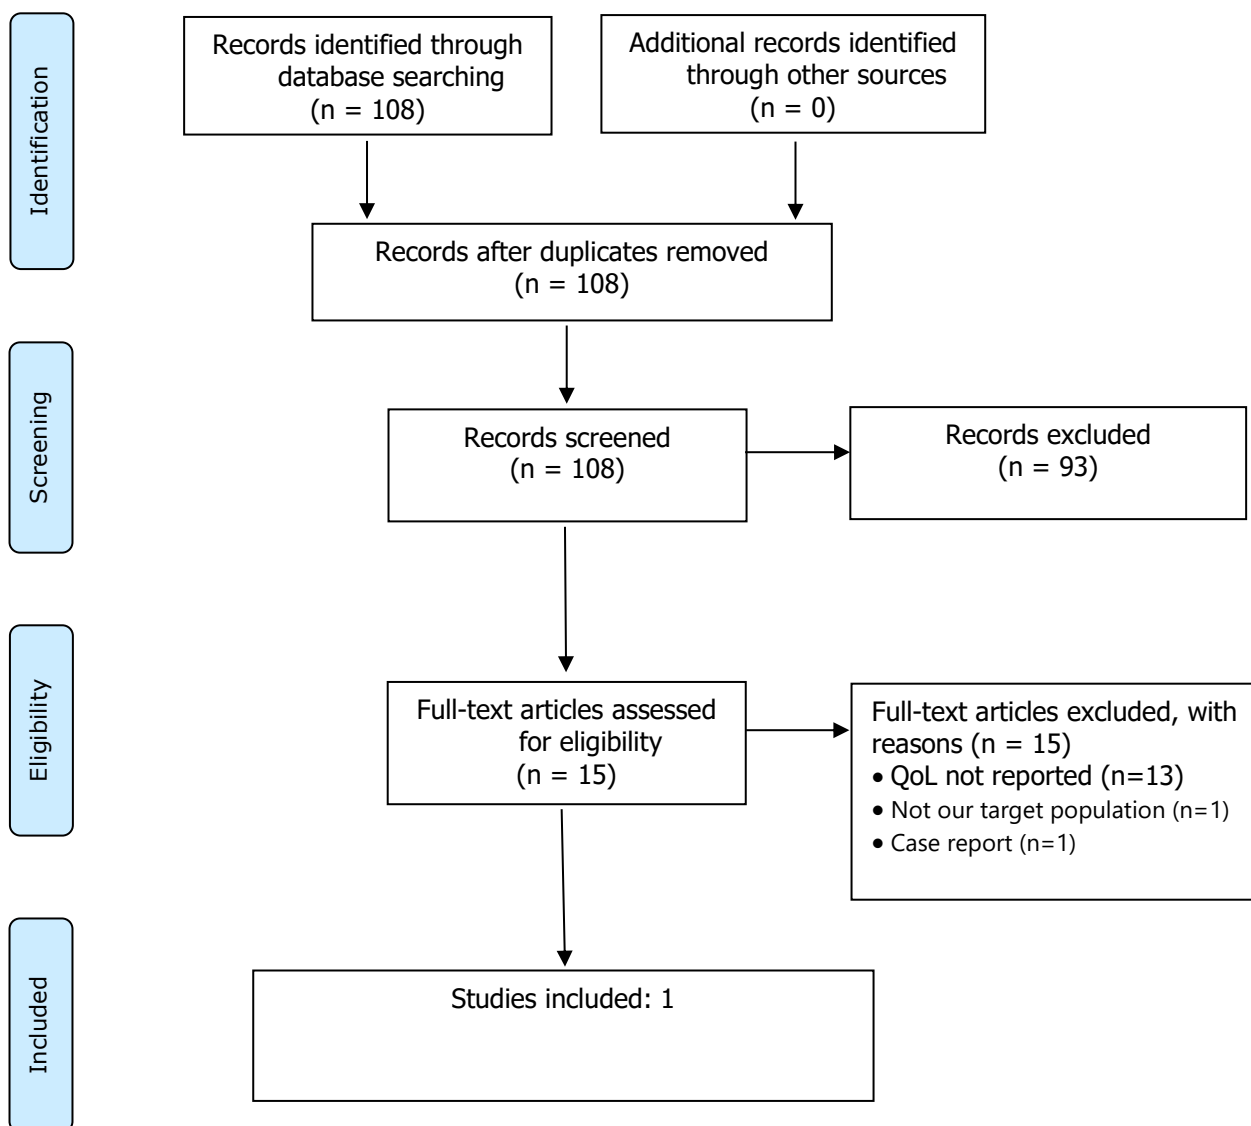 Identification
Records identified through
database searching
(n = 108)
Additional records identified
through other sources
(n = 0)
Records after duplicates removed
(n = 108)
Screening
Records screened
(n = 108)
Records excluded
(n = 93)
Eligibility
Full-text articles assessed
for eligibility
(n = 15)
Full-text articles excluded, with
reasons (n = 15)
• QoL not reported (n=13)
• Not our target population (n=1)
• Case report (n=1)
Included
Studies included: 1